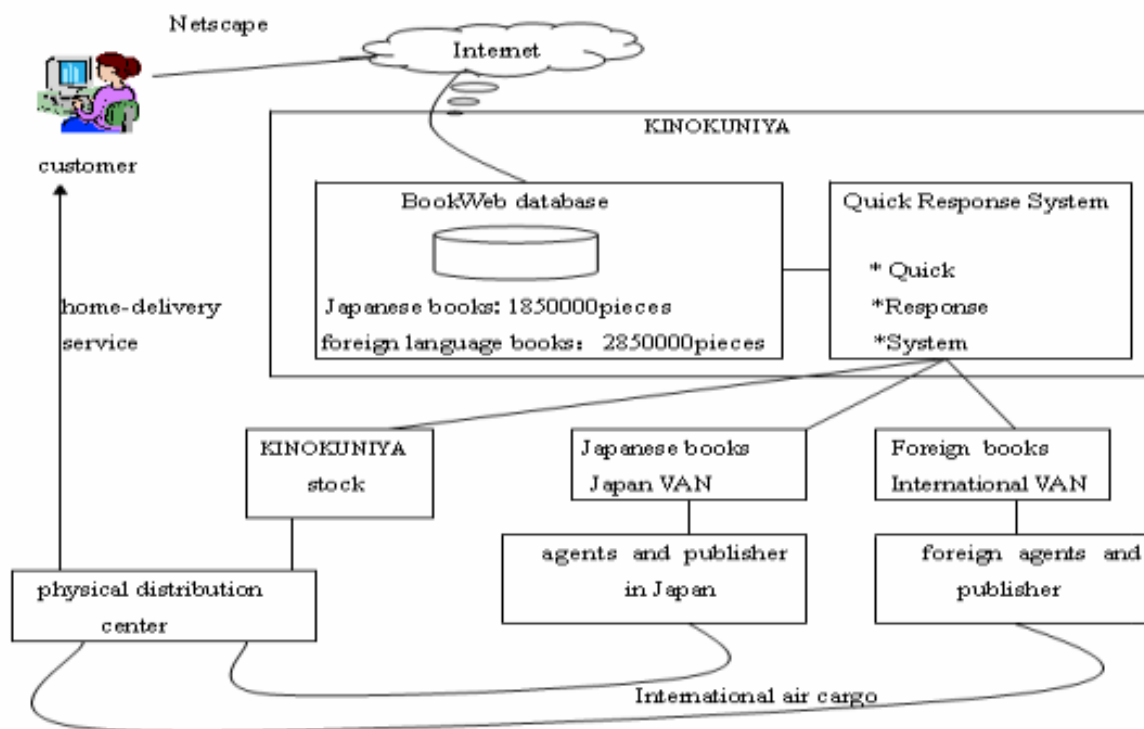 Netscape
Internet
customer
KINOKUNIYA
BookWeb database
Japanese books: 1850000pieces
foreign language books: 2850000pieces
Quick Response System
* Quick
*Response
*System
home-delivery
service
KINOKUNIYA
stock
Japanese books
Japan VAN
Foreign books
International VAN
agents and publisher
in Japan
foreign agents and
publisher
physical distribution
center
International air cargo